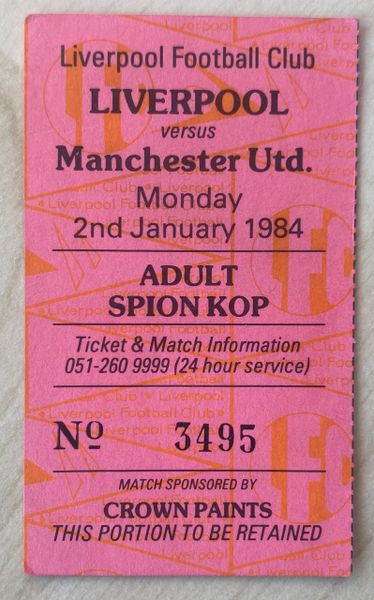 Liverpool Football Club
LIVERPOOL
versus
Manchester Utd.
Monday
2nd January 1984
ADULT
SPION KOP
Ticket & Match Information
051-260 9999 (24 hour service)
Nº 3495
MATCH SPONSORED BY
CROWN PAINTS
THIS PORTION TO BE RETAINED